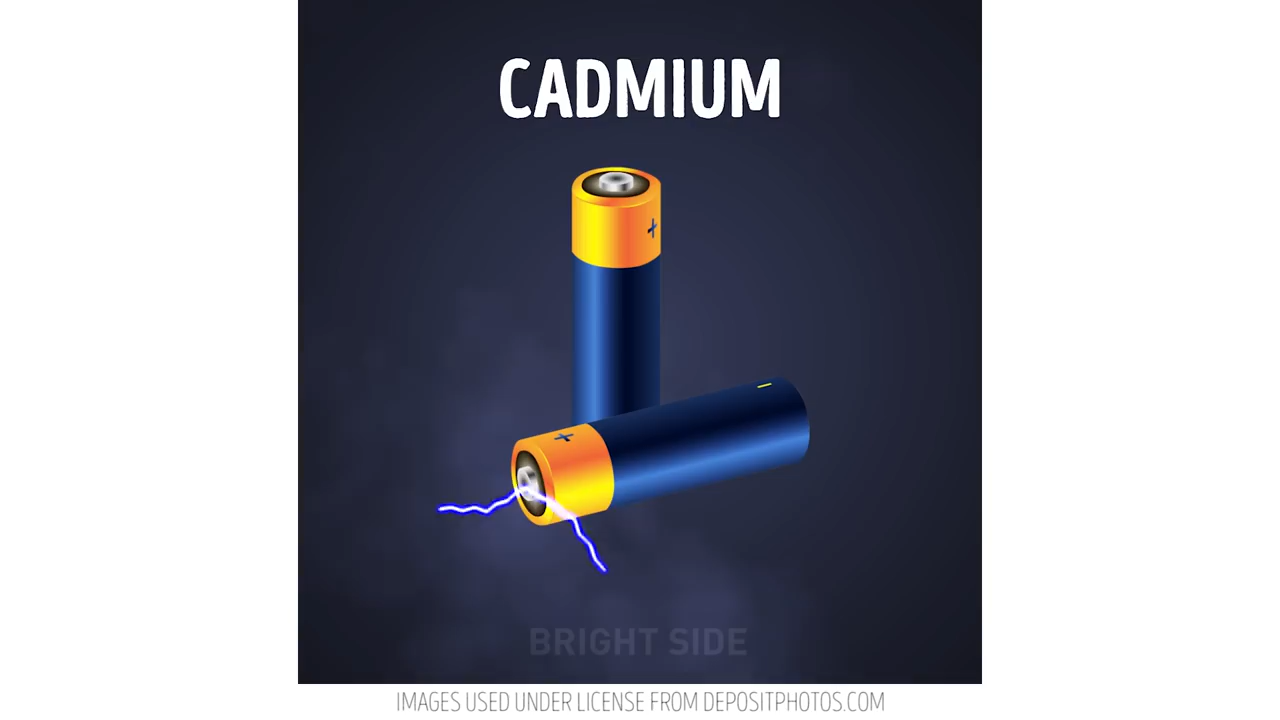 CADMIUM
+
–
+
BRIGHT SIDE
IMAGES USED UNDER LICENSE FROM DEPOSITPHOTOS.COM